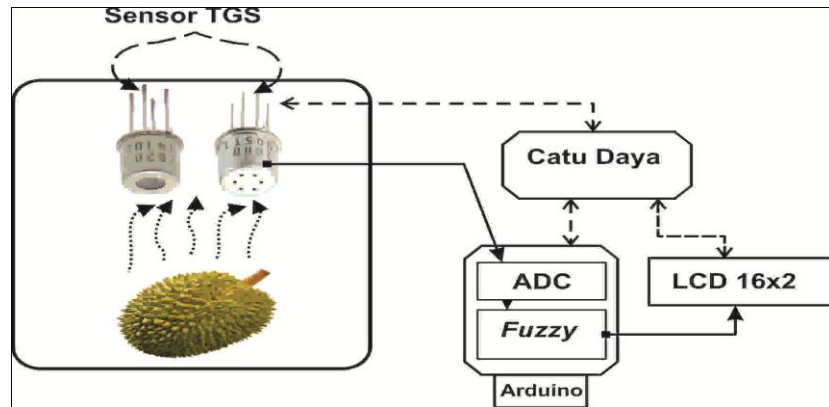 Sensor TGS
Catu Daya
ADC
LCD 16x2
Fuzzy
Arduino